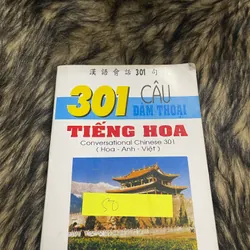 漢語會話301句
301 CÂU
ĐÀM THOẠI
TIẾNG HOA
Conversational Chinese 301
( Hoa - Anh - Việt )
50